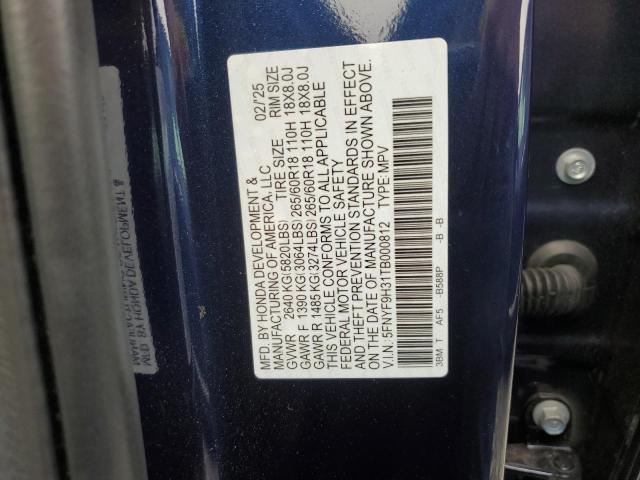 MFD. BY HONDA DEVELOPMENT &
MANUFACTURING OF AMERICA, LLC 02/'25
GVWR 2640 KG(5820LBS) TIRE SIZE RIM SIZE
GAWR F 1390 KG(3064LBS)265/60R18 110H 18X8.0J
GAWR R 1485 KG(3274LBS)265/60R18 110H 18X8.0J
THIS VEHICLE CONFORMS TO ALL APPLICABLE
FEDERAL MOTOR VEHICLE SAFETY
AND THEFT PREVENTION STANDARDS IN EFFECT
ON THE DATE OF MANUFACTURE SHOWN ABOVE.
V.I.N: 5FNYF9H31TB000812 TYPE: MPV
3BM T AF5 -B588P -B -B